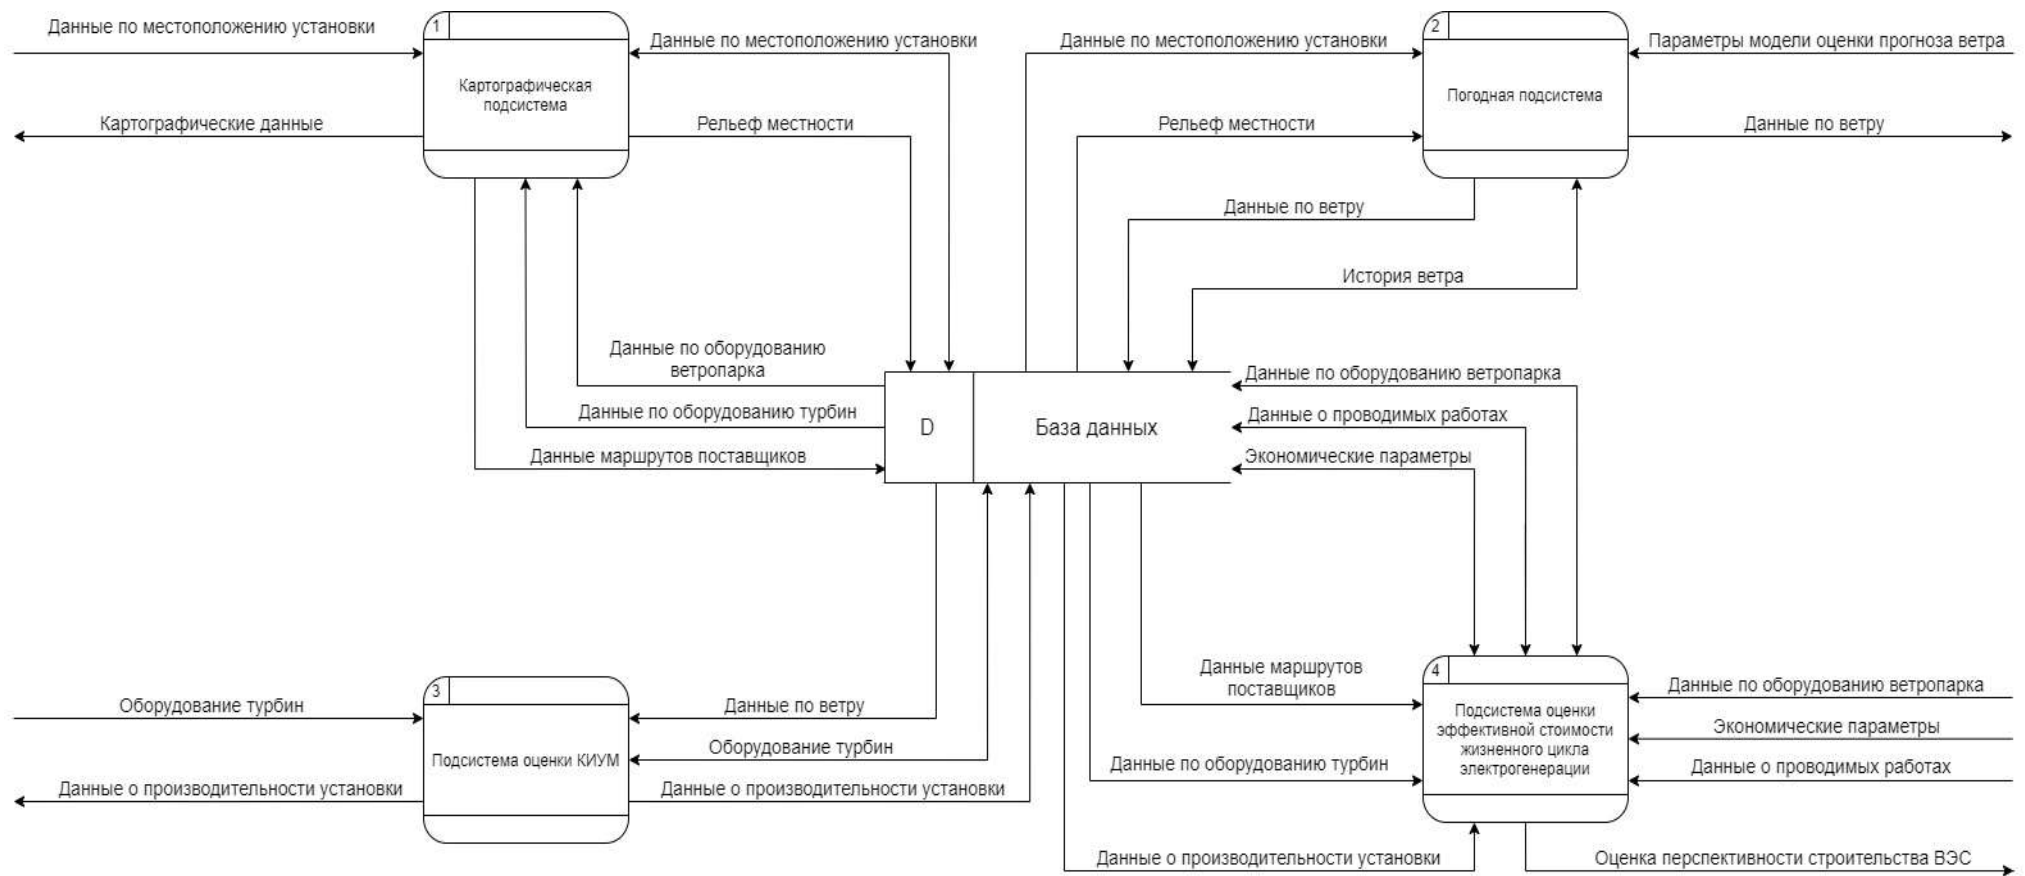 Данные по местоположению установки
1
Картографическая
подсистема
Картографические данные
Данные по местоположению установки
Рельеф местности
Данные по местоположению установки
Рельеф местности
2
Погодная подсистема
Параметры модели оценки прогноза ветра
Данные по ветру
Данные по ветру
История ветра
Данные по оборудованию
ветропарка
Данные по оборудованию турбин
Данные маршрутов поставщиков
D
База данных
Данные по оборудованию ветропарка
Данные о проводимых работах
Экономические параметры
Оборудование турбин
3
Подсистема оценки КИУМ
Данные о производительности установки
Данные по ветру
Оборудование турбин
Данные о производительности установки
Данные маршрутов
поставщиков
Данные по оборудованию турбин
Данные о производительности установки
4
Подсистема оценки
эффективной стоимости
жизненного цикла
электрогенерации
Данные по оборудованию ветропарка
Экономические параметры
Данные о проводимых работах
Оценка перспективности строительства ВЭС